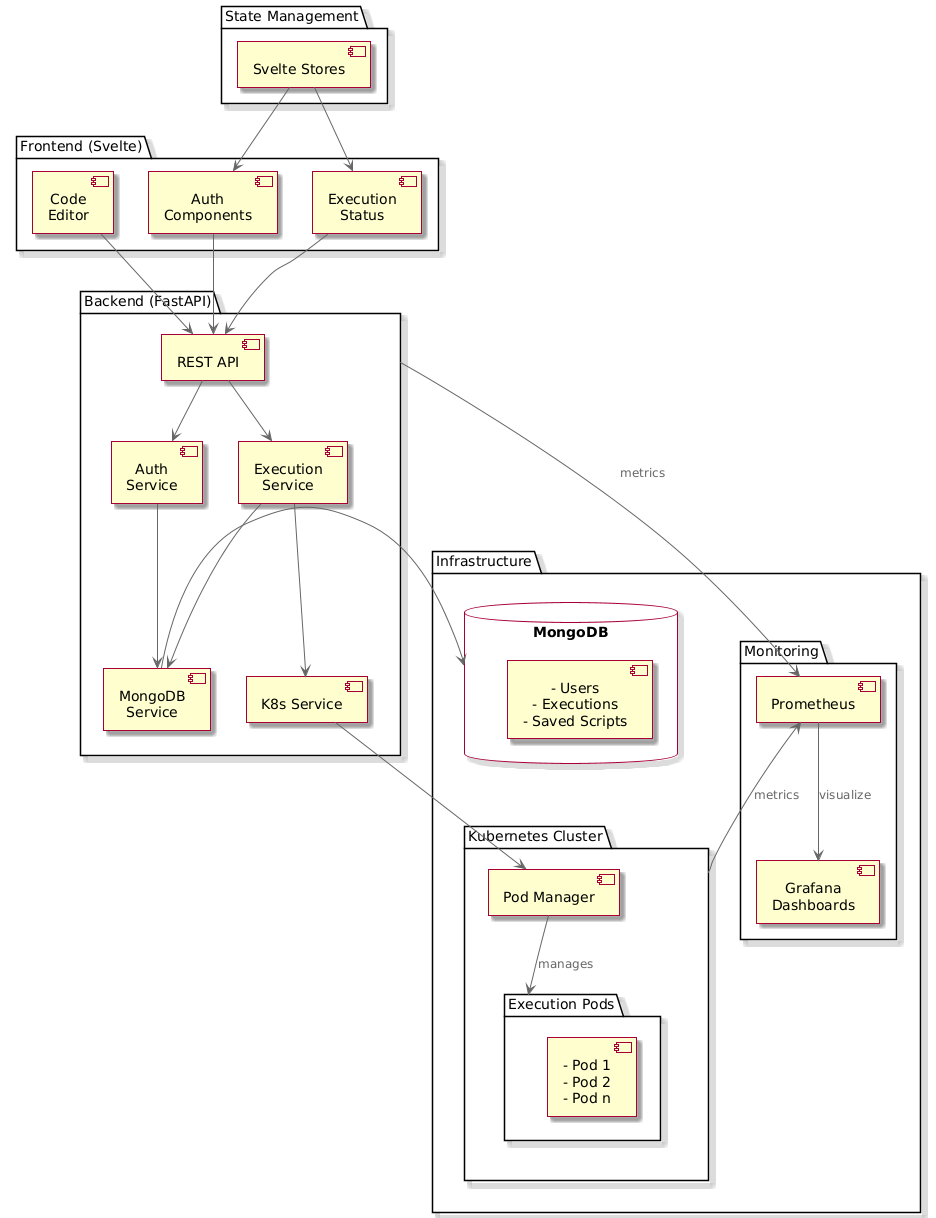 State Management
Svelte Stores
Frontend (Svelte)
Code
Editor
Auth
Components
Execution
Status
Backend (FastAPI)
REST API
Auth
Service
Execution
Service
metrics
Infrastructure
MongoDB
- Users
- Executions
- Saved Scripts
Monitoring
Prometheus
MongoDB
Service
K8s Service
metrics
visualize
Kubernetes Cluster
Pod Manager
Grafana
Dashboards
manages
Execution Pods
- Pod 1
- Pod 2
- Pod n